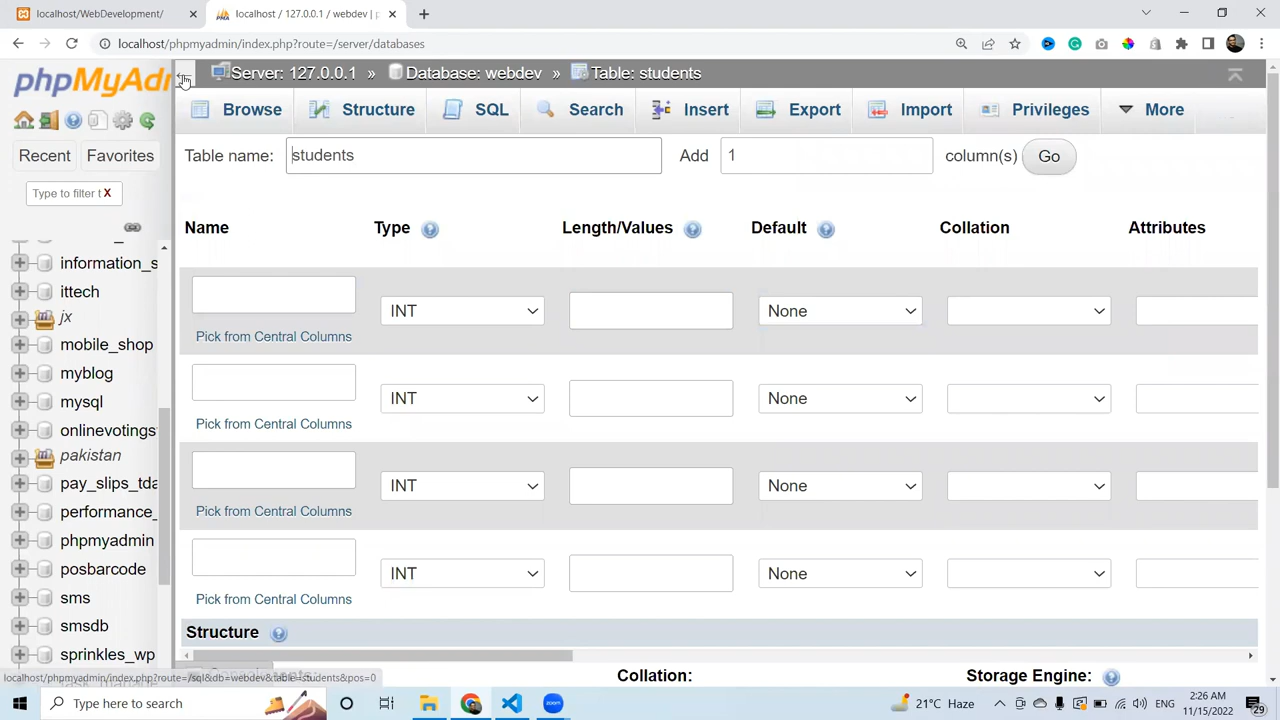 localhost/WebDevelopment/
localhost / 127.0.0.1 / webdev | p
localhost/phpmyadmin/index.php?route=/server/databases
phpMyAdm
Server: 127.0.0.1 » Database: webdev » Table: students
Browse Structure SQL Search Insert Export Import Privileges More
Recent Favorites
Table name: students Add 1 column(s) Go
Type to filter t X
Name Type Length/Values Default Collation Attributes
information_s
ittech
jx
mobile_shop
myblog
mysql
onlinevotings
pakistan
pay_slips_tda
performance_
phpmyadmin
posbarcode
sms
smsdb
sprinkles_wp
INT None
Pick from Central Columns
INT None
Pick from Central Columns
INT None
Pick from Central Columns
INT None
Pick from Central Columns
Structure
Collation: Storage Engine:
localhost/phpmyadmin/index.php?route=/sql&db=webdev&table=students&pos=0
Type here to search
zoom
21°C Haze
ENG
2:26 AM
11/15/2022
29